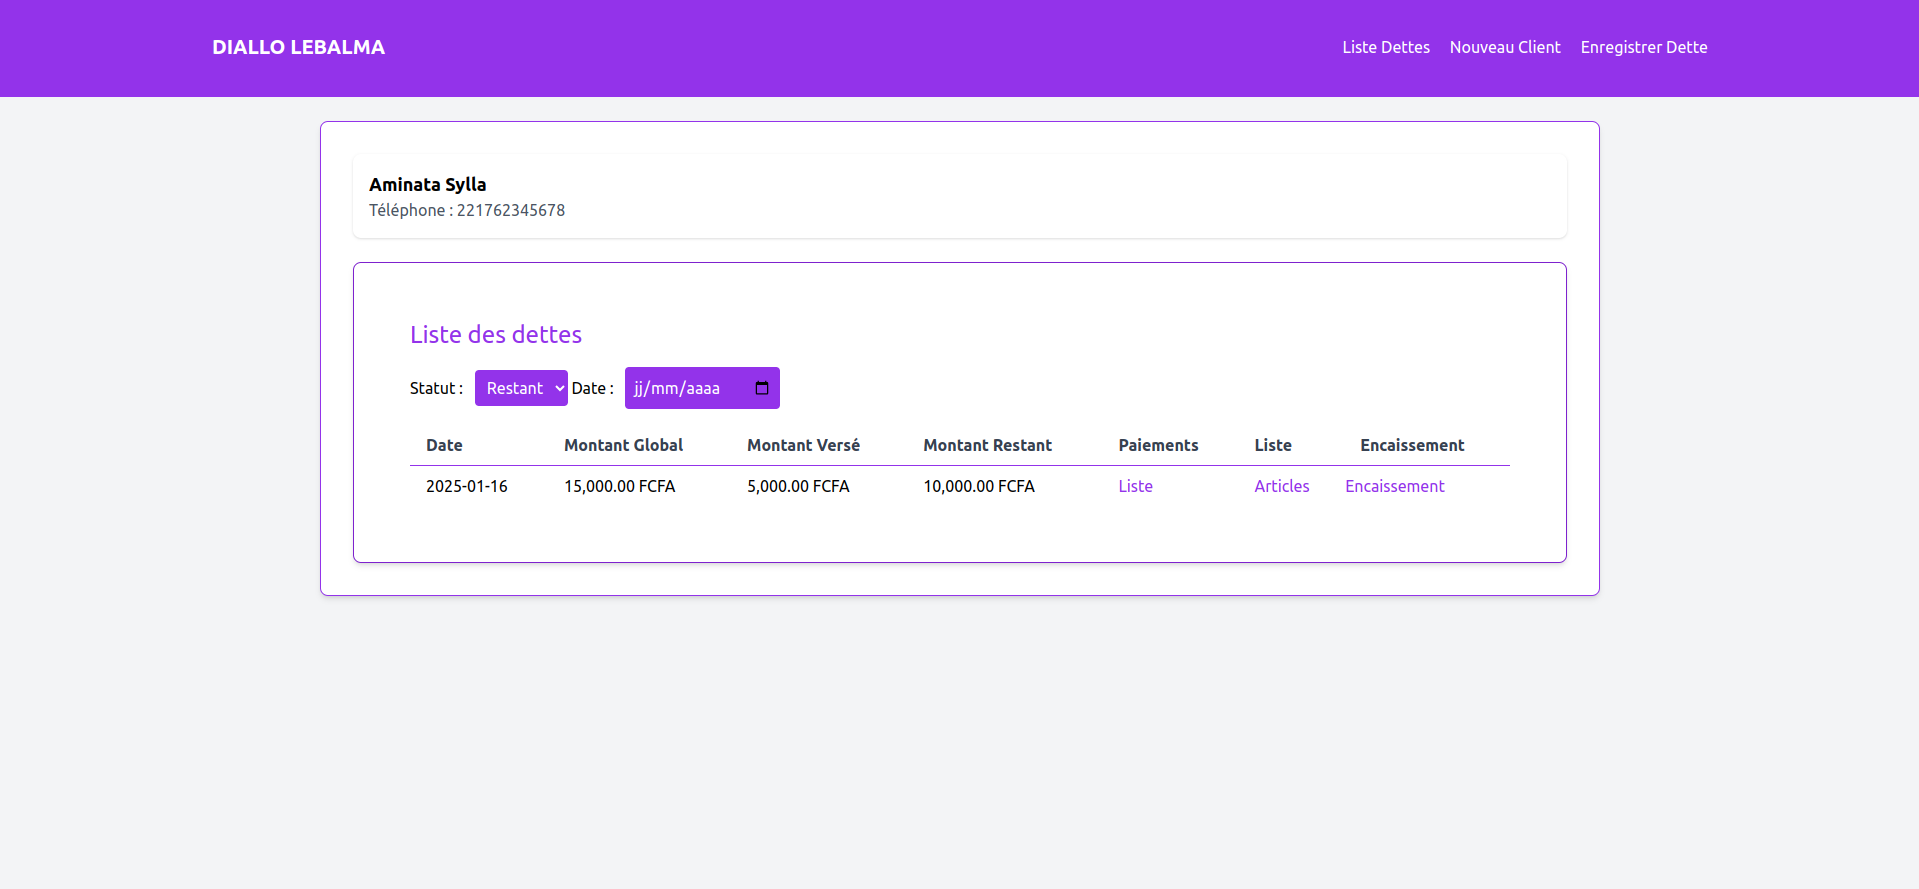 DIALLO LEBALMA
Liste Dettes Nouveau Client Enregistrer Dette
Aminata Sylla
Téléphone : 221762345678
Liste des dettes
Statut : Restant Date : jj/mm/aaaa
Date Montant Global Montant Versé Montant Restant Paiements Liste Encaissement
2025-01-16 15,000.00 FCFA 5,000.00 FCFA 10,000.00 FCFA Liste Articles Encaissement